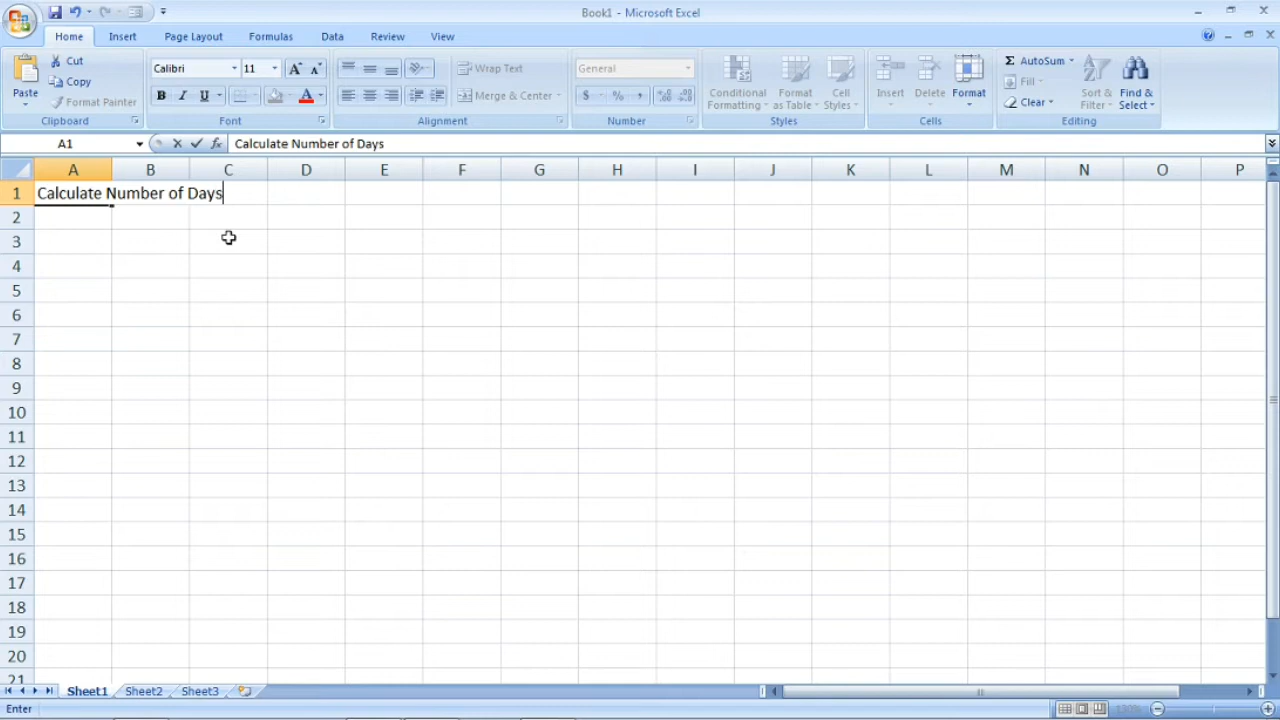 Book1 - Microsoft Excel
Home Insert Page Layout Formulas Data Review View
Paste Cut Copy Format Painter Clipboard
Calibri 11 B I U A Font
Wrap Text Merge & Center Alignment
General $ % , Number
Conditional Formatting Format as Table Cell Styles Styles
Insert Delete Format Cells
Σ AutoSum Fill Clear Sort & Filter Find & Select Editing
A1 fx Calculate Number of Days
A B C D E F G H I J K L M N O P
1 Calculate Number of Days
2
3
4
5
6
7
8
9
10
11
12
13
14
15
16
17
18
19
20
21
Sheet1 Sheet2 Sheet3
Enter 130%